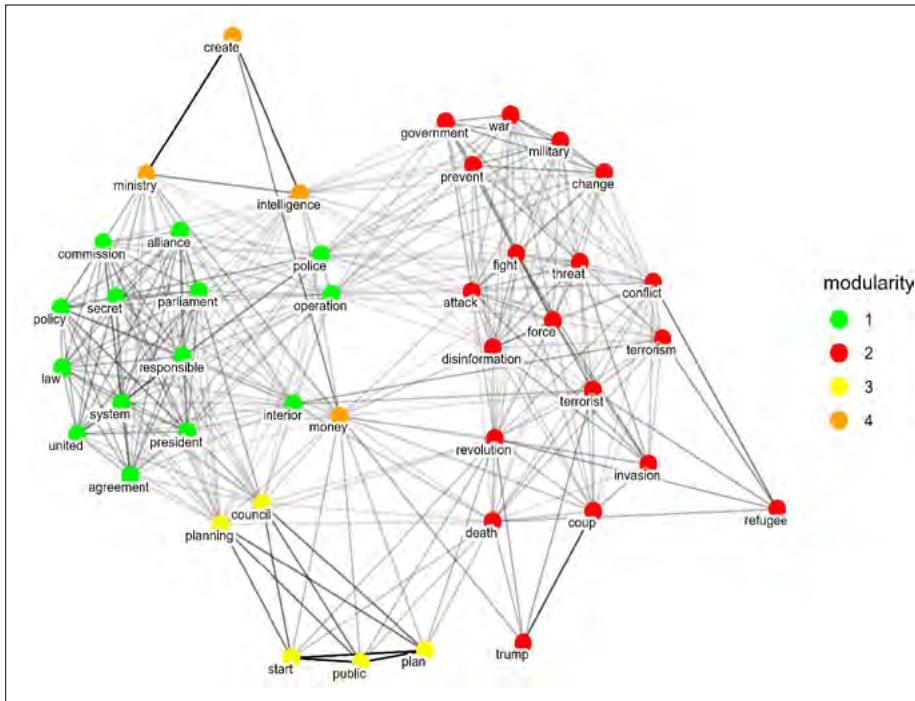 create
war
government
military
prevent
change
ministry
intelligence
alliance
commission
police
fight
threat
conflict
secret
parliament
operation
attack
policy
force
disinformation
terrorism
responsible
law
system
interior
money
terrorist
united
president
revolution
agreement
invasion
council
planning
death
coup
refugee
start
public
plan
trump
modularity
1
2
3
4